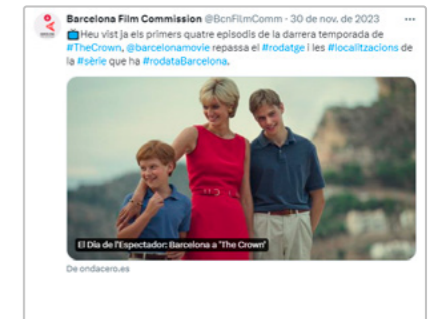 Barcelona Film Commission @BcnFilmComm · 30 de nov. de 2023 ···
Heu vist ja els primers quatre episodis de la darrera temporada de
#TheCrown, @barcelonamovie repassa el #rodatge i les #localitzacions de
la #sèrie que ha #rodataBarcelona.
El Día de l'Espectador: Barcelona a 'The Crown'
De ondacero.es